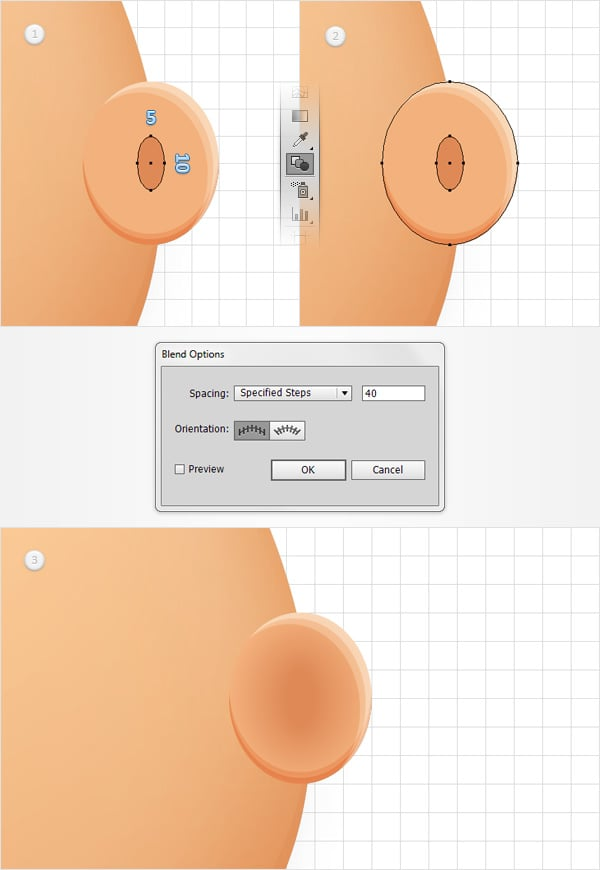 1
2
5
10
Blend Options
Spacing: Specified Steps 40
Orientation:
Preview OK Cancel
3